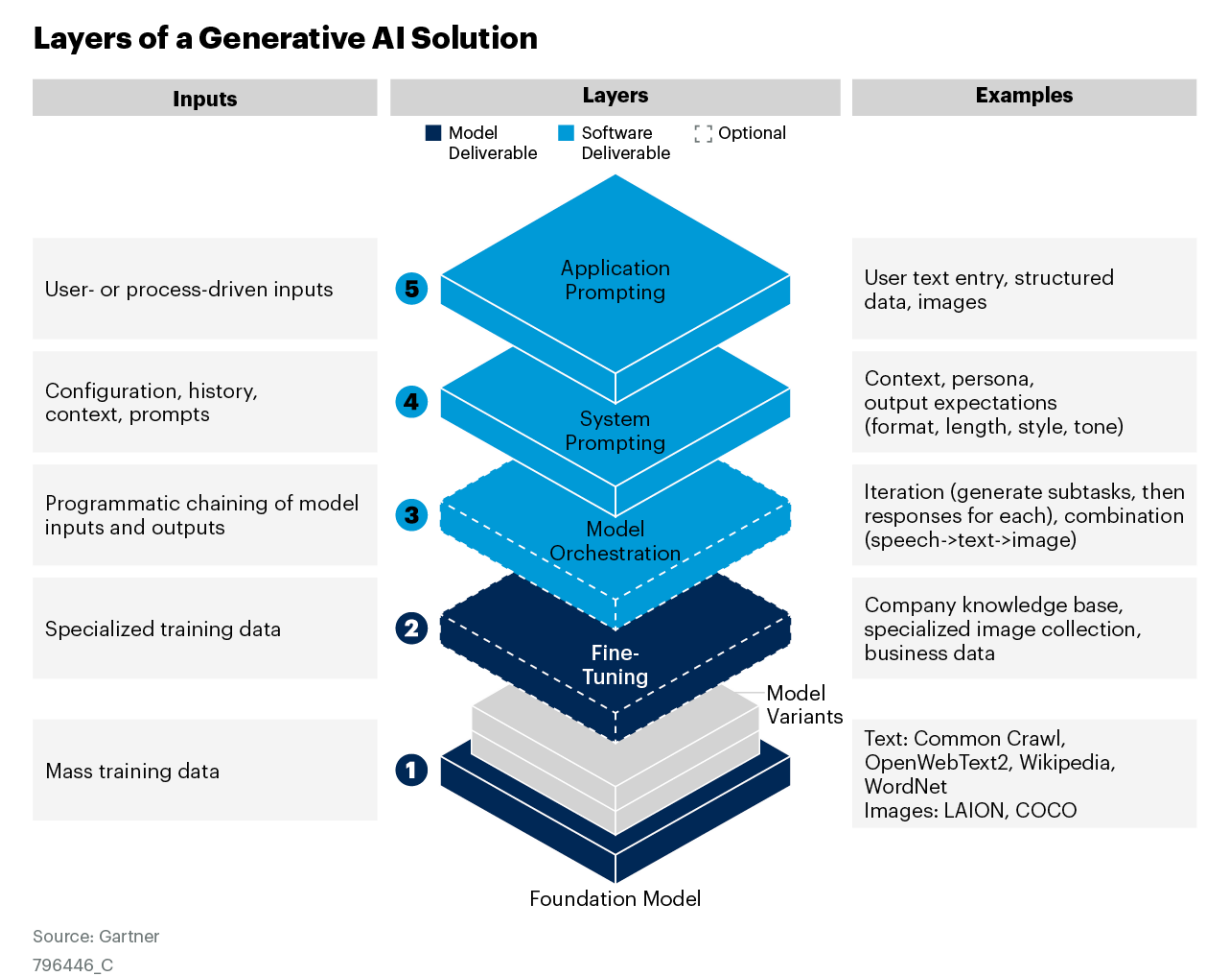 Layers of a Generative AI Solution
Inputs
Layers
Examples
Model
Deliverable
Software
Deliverable
Optional
User- or process-driven inputs
5
Application
Prompting
User text entry, structured
data, images
Configuration, history,
context, prompts
4
System
Prompting
Context, persona,
output expectations
(format, length, style, tone)
Programmatic chaining of model
inputs and outputs
3
Model
Orchestration
Iteration (generate subtasks, then
responses for each), combination
(speech->text->image)
Specialized training data
2
Fine-
Tuning
Company knowledge base,
specialized image collection,
business data
Model
Variants
Mass training data
1
Text: Common Crawl,
OpenWebText2, Wikipedia,
WordNet
Images: LAION, COCO
Foundation Model
Source: Gartner
796446_C